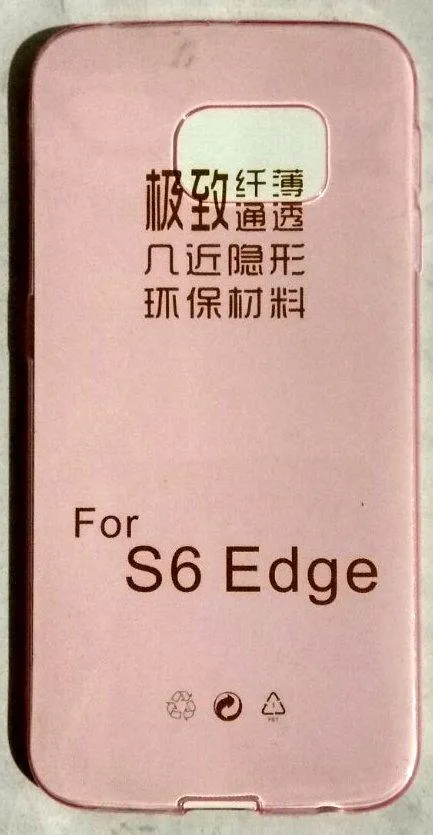 极致纤薄
通透
几近隐形
环保材料
For
S6 Edge